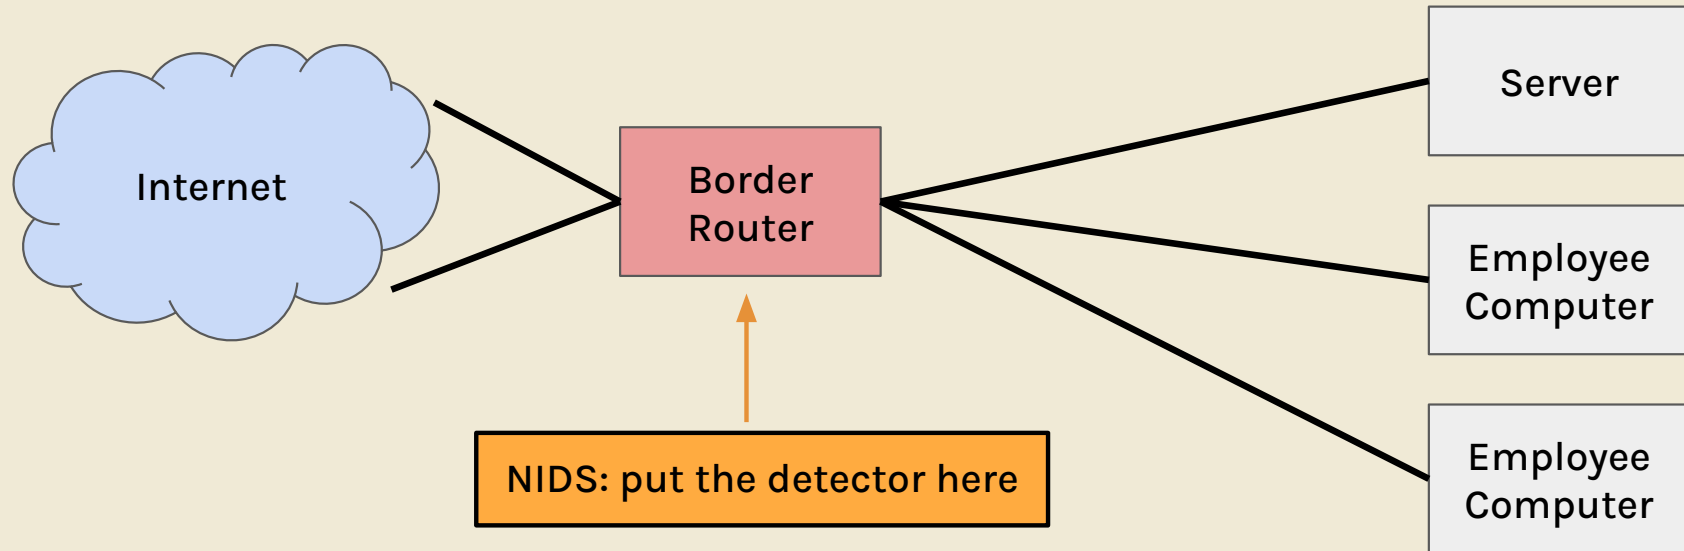 Internet
Border
Router
NIDS: put the detector here
Server
Employee
Computer
Employee
Computer